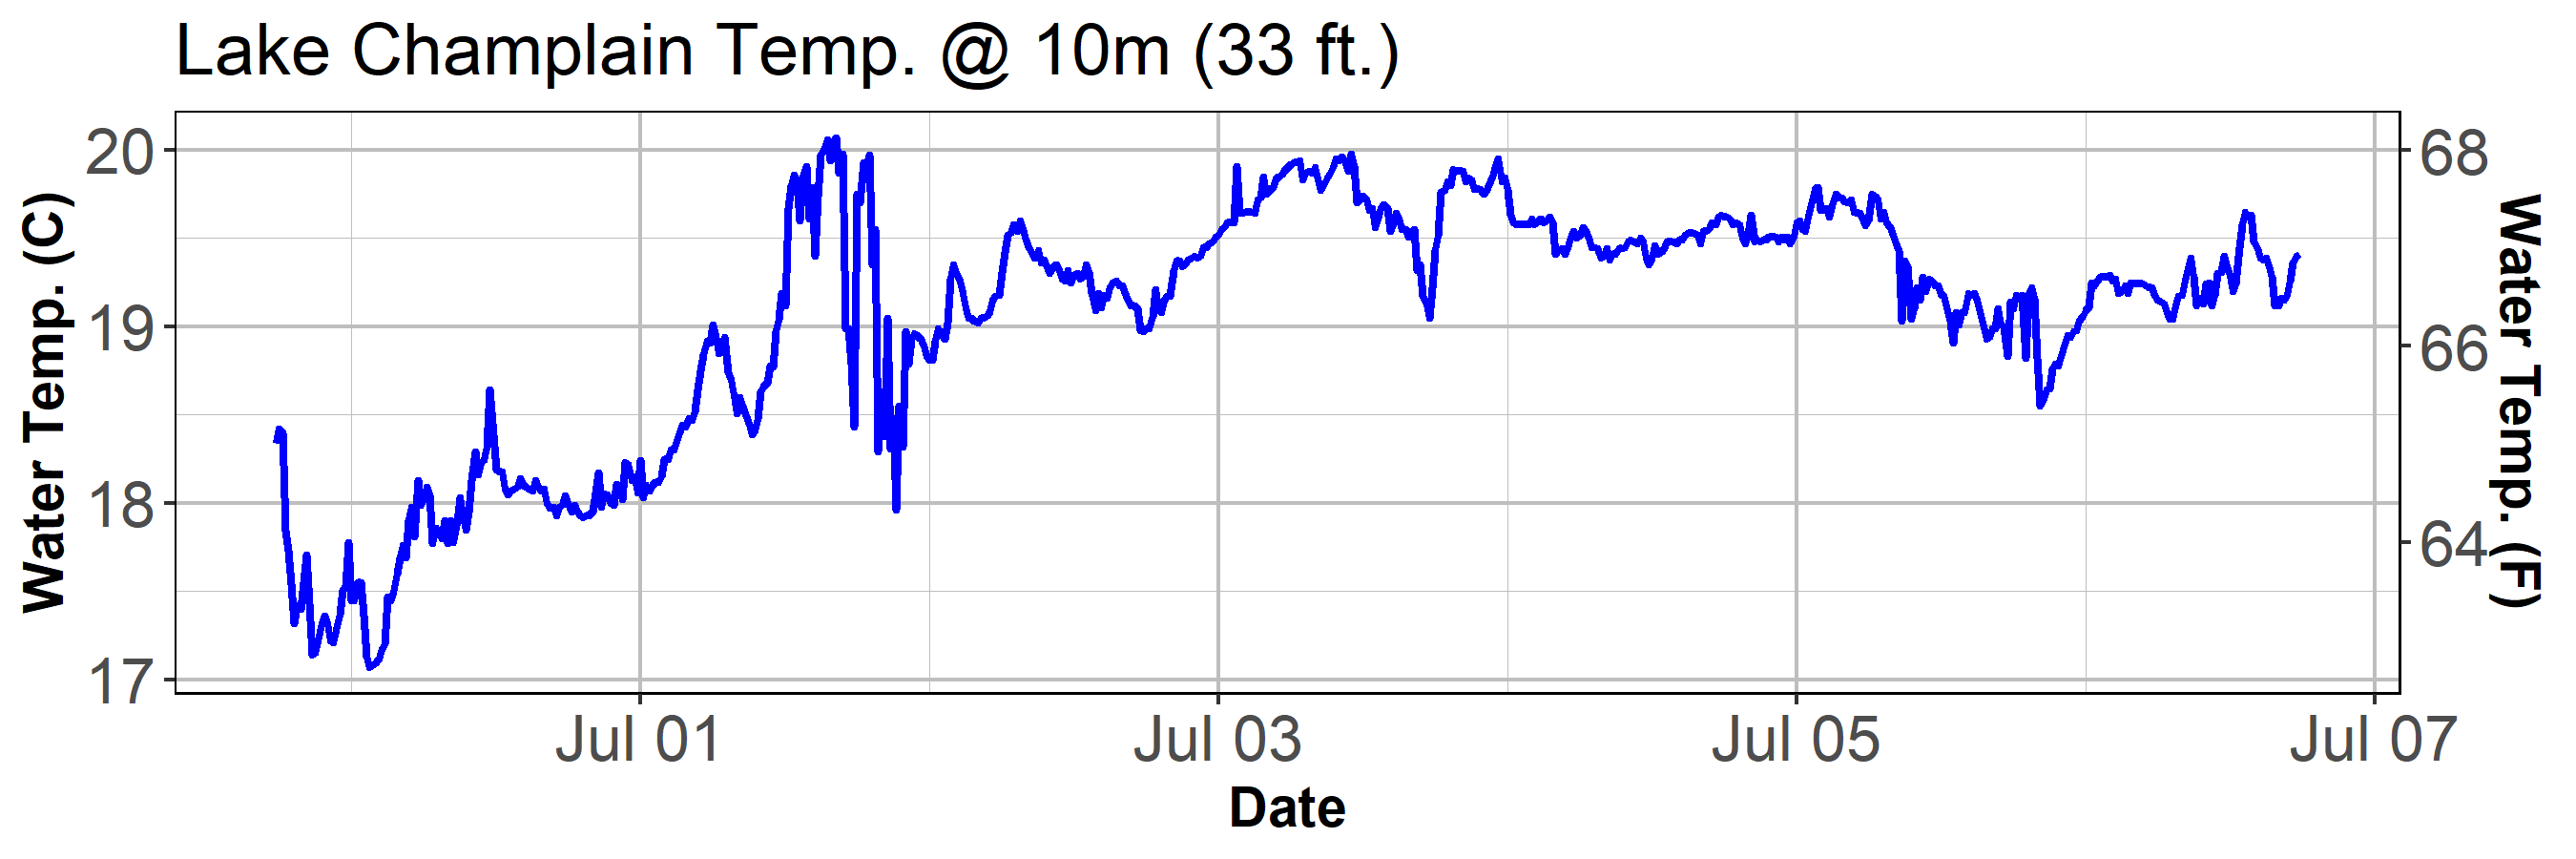 Lake Champlain Temp. @ 10m (33 ft.)
Water Temp. (C)
20
19
18
17
68
66
64
Water Temp. (F)
Jul 01 Jul 03 Jul 05 Jul 07
Date